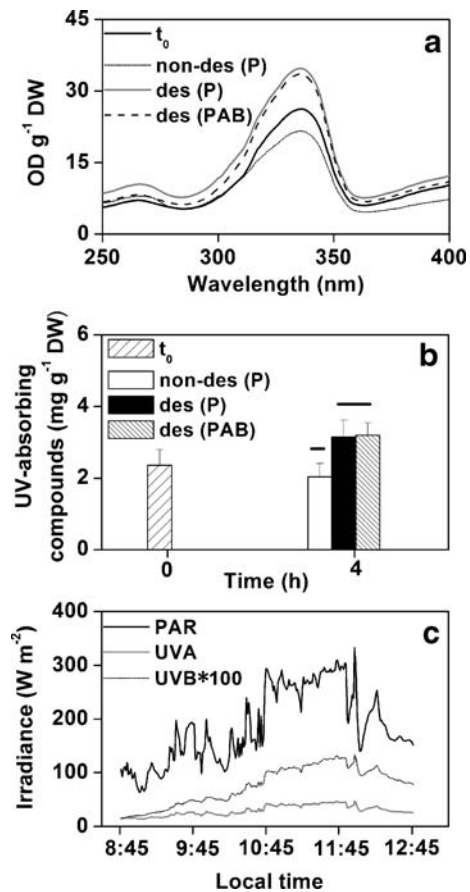 a
45
30
15
0
OD g⁻¹ DW
t₀
non-des (P)
des (P)
des (PAB)
250 300 350 400
Wavelength (nm)
b
6
4
2
0
UV-absorbing
compounds (mg g⁻¹ DW)
t₀
non-des (P)
des (P)
des (PAB)
0 4
Time (h)
c
400
300
200
100
0
Irradiance (W m⁻²)
PAR
UVA
UVB*100
8:45 9:45 10:45 11:45 12:45
Local time